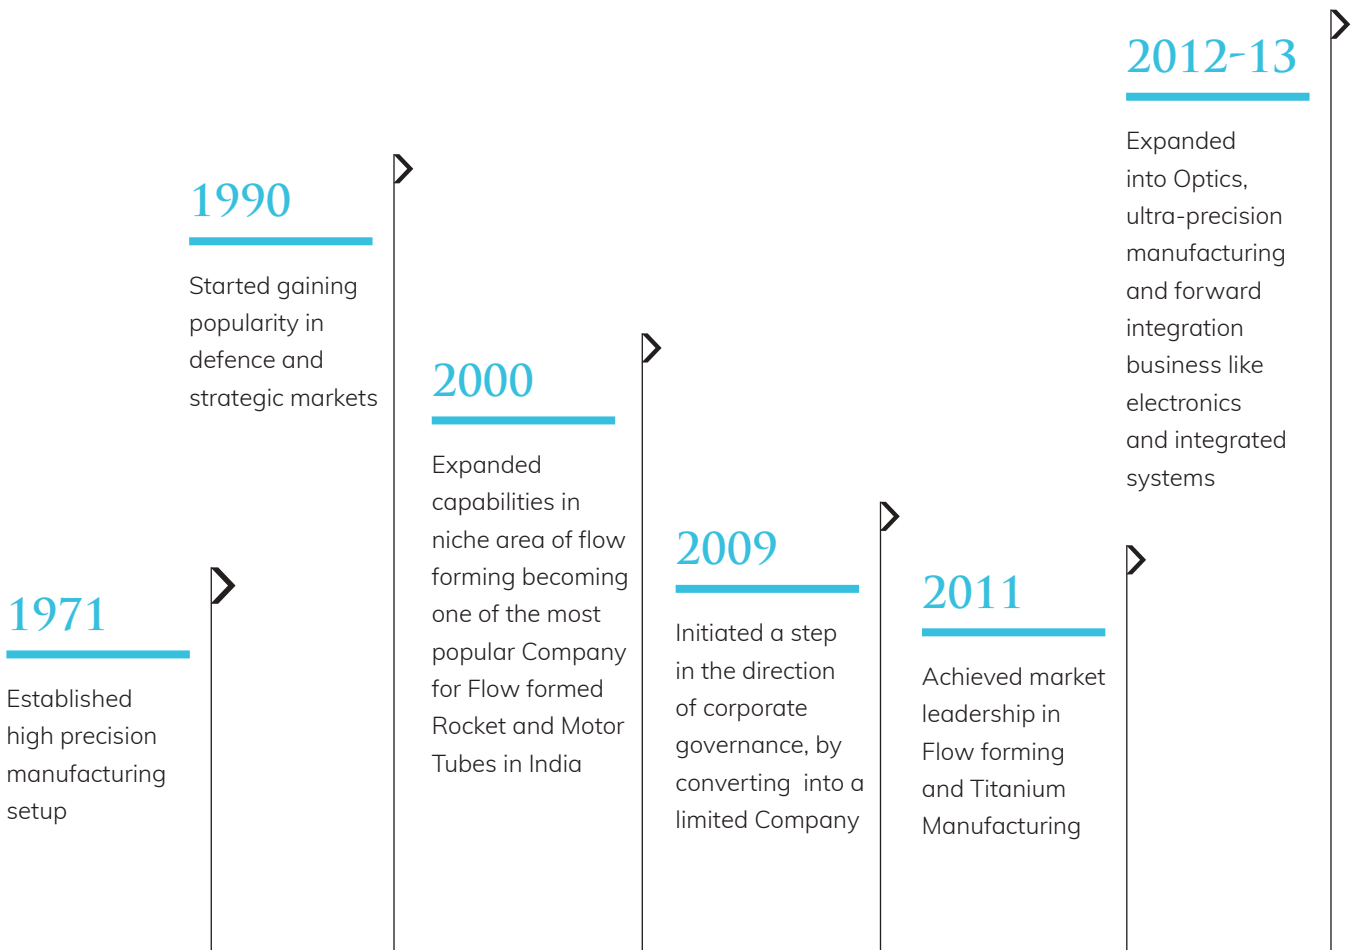 1971
Established
high precision
manufacturing
setup
1990
Started gaining
popularity in
defence and
strategic markets
2000
Expanded
capabilities in
niche area of flow
forming becoming
one of the most
popular Company
for Flow formed
Rocket and Motor
Tubes in India
2009
Initiated a step
in the direction
of corporate
governance, by
converting  into a
limited Company
2011
Achieved market
leadership in
Flow forming
and Titanium
Manufacturing
2012-13
Expanded
into Optics,
ultra-precision
manufacturing
and forward
integration
business like
electronics
and integrated
systems